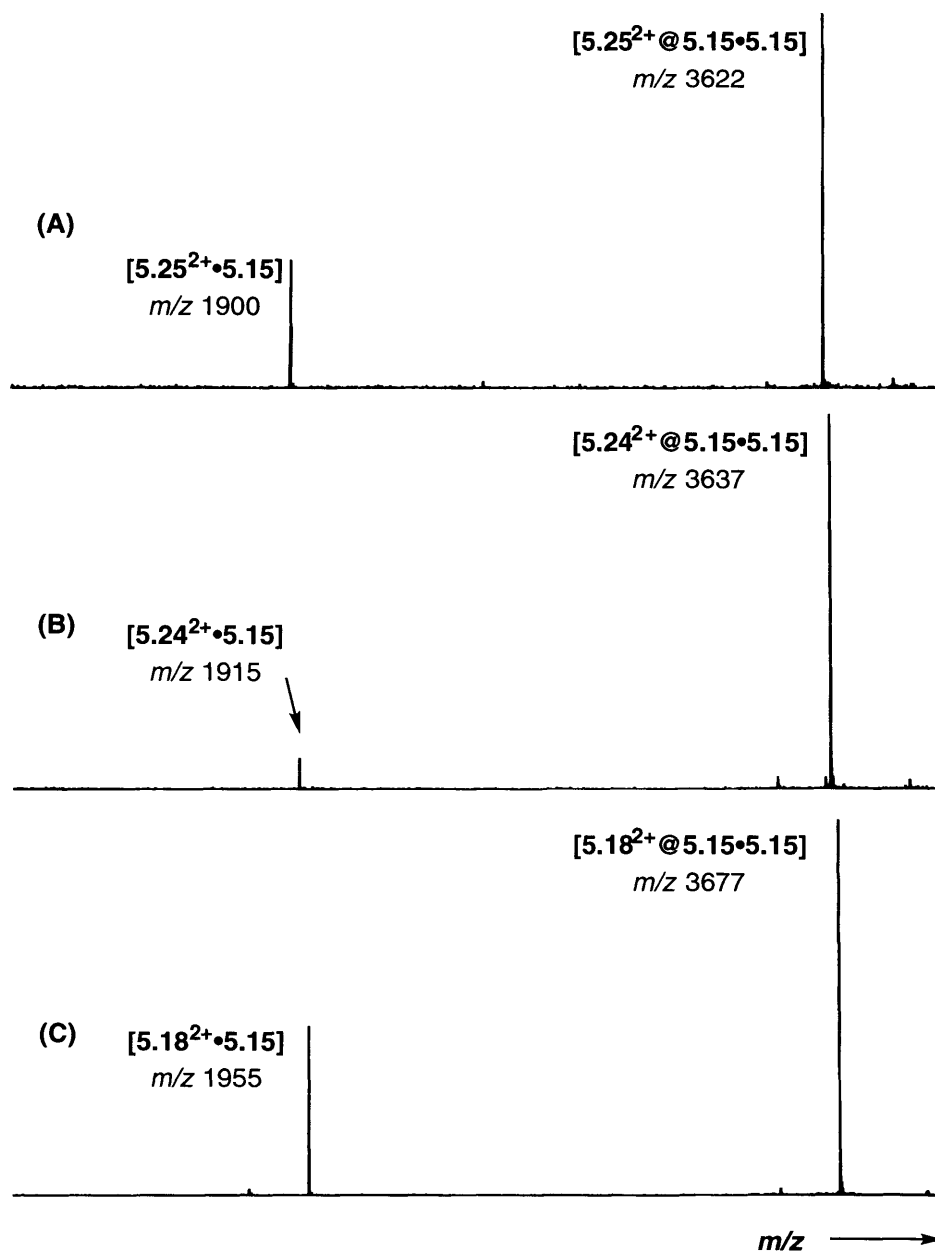 [5.25²⁺@5.15•5.15]
m/z 3622
(A)
[5.25²⁺•5.15]
m/z 1900
[5.24²⁺@5.15•5.15]
m/z 3637
(B)
[5.24²⁺•5.15]
m/z 1915
[5.18²⁺@5.15•5.15]
m/z 3677
(C)
[5.18²⁺•5.15]
m/z 1955
m/z